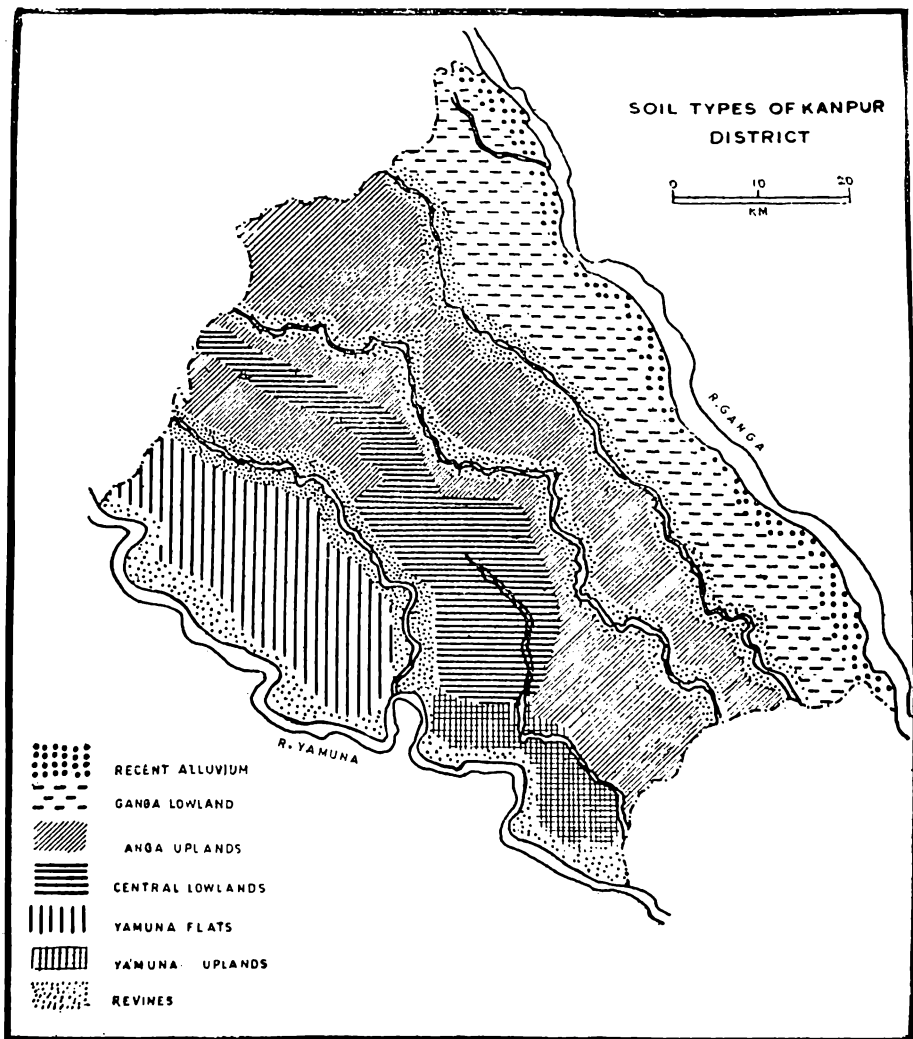 SOIL TYPES OF KANPUR
DISTRICT
0 10 20
KM
R. GANGA
R. YAMUNA
RECENT ALLUVIUM
GANGA LOWLAND
ANGA UPLANDS
CENTRAL LOWLANDS
YAMUNA FLATS
YAMUNA UPLANDS
REVINES